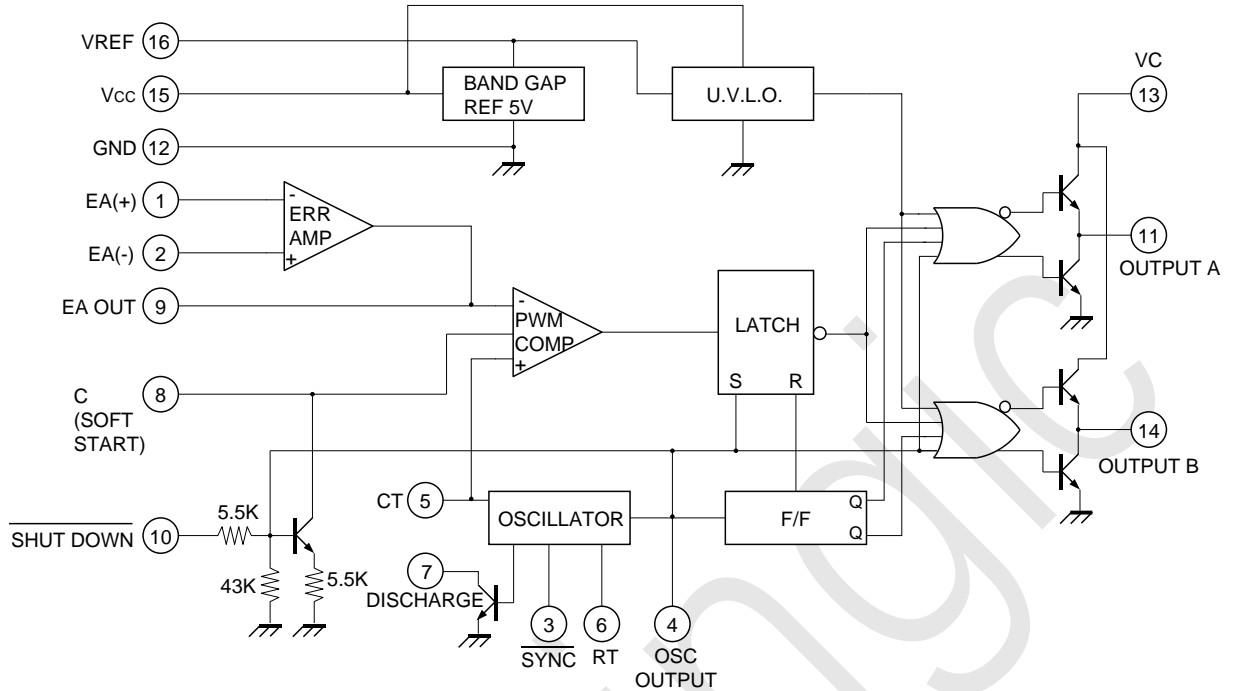 VREF 16
VCC 15
GND 12
EA(+) 1
EA(-) 2
EA OUT 9
C 8
(SOFT
START)
SHUT DOWN 10
BAND GAP
REF 5V
U.V.L.O.
VC
13
-
ERR
AMP
+
-
PWM
COMP
+
LATCH
S R
11
OUTPUT A
14
OUTPUT B
CT 5
OSCILLATOR
F/F
Q
Q
5.5K
43K
5.5K
7
DISCHARGE
3
SYNC
6
RT
4
OSC
OUTPUT